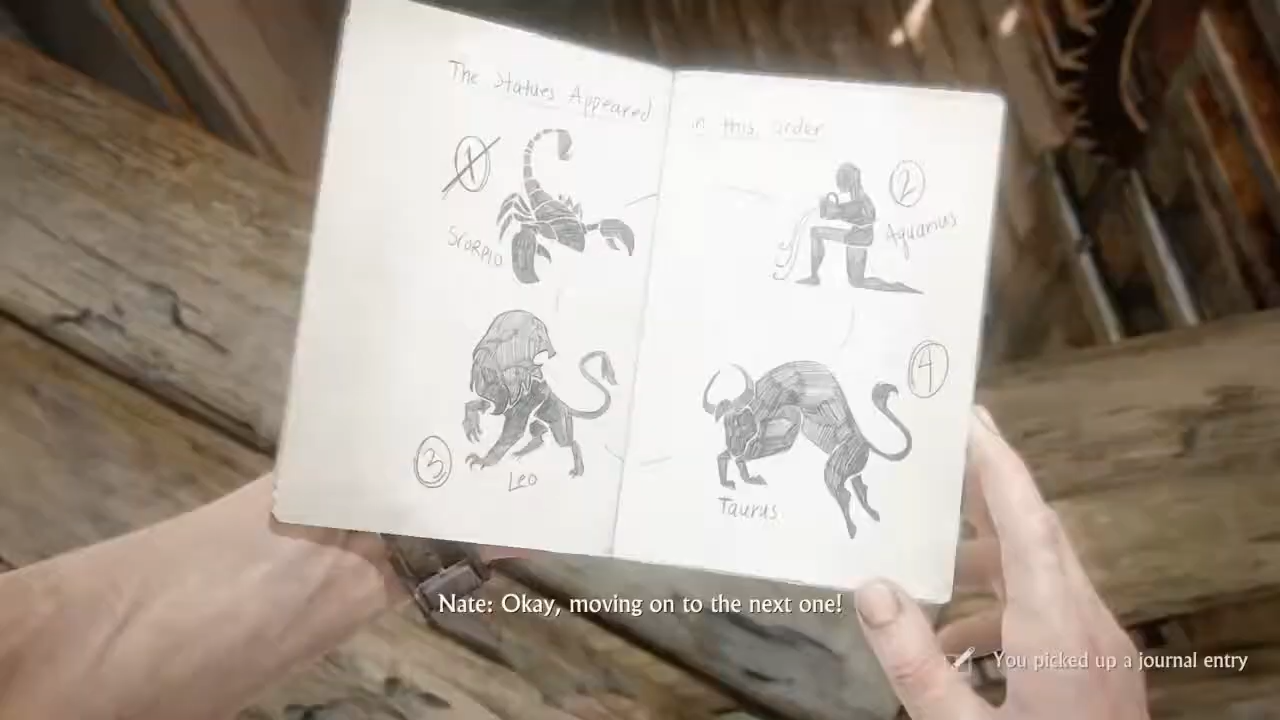 The Statues Appeared in this order
1
Scorpio
2
Aquarius
3
Leo
4
Taurus
Nate: Okay, moving on to the next one!
You picked up a journal entry